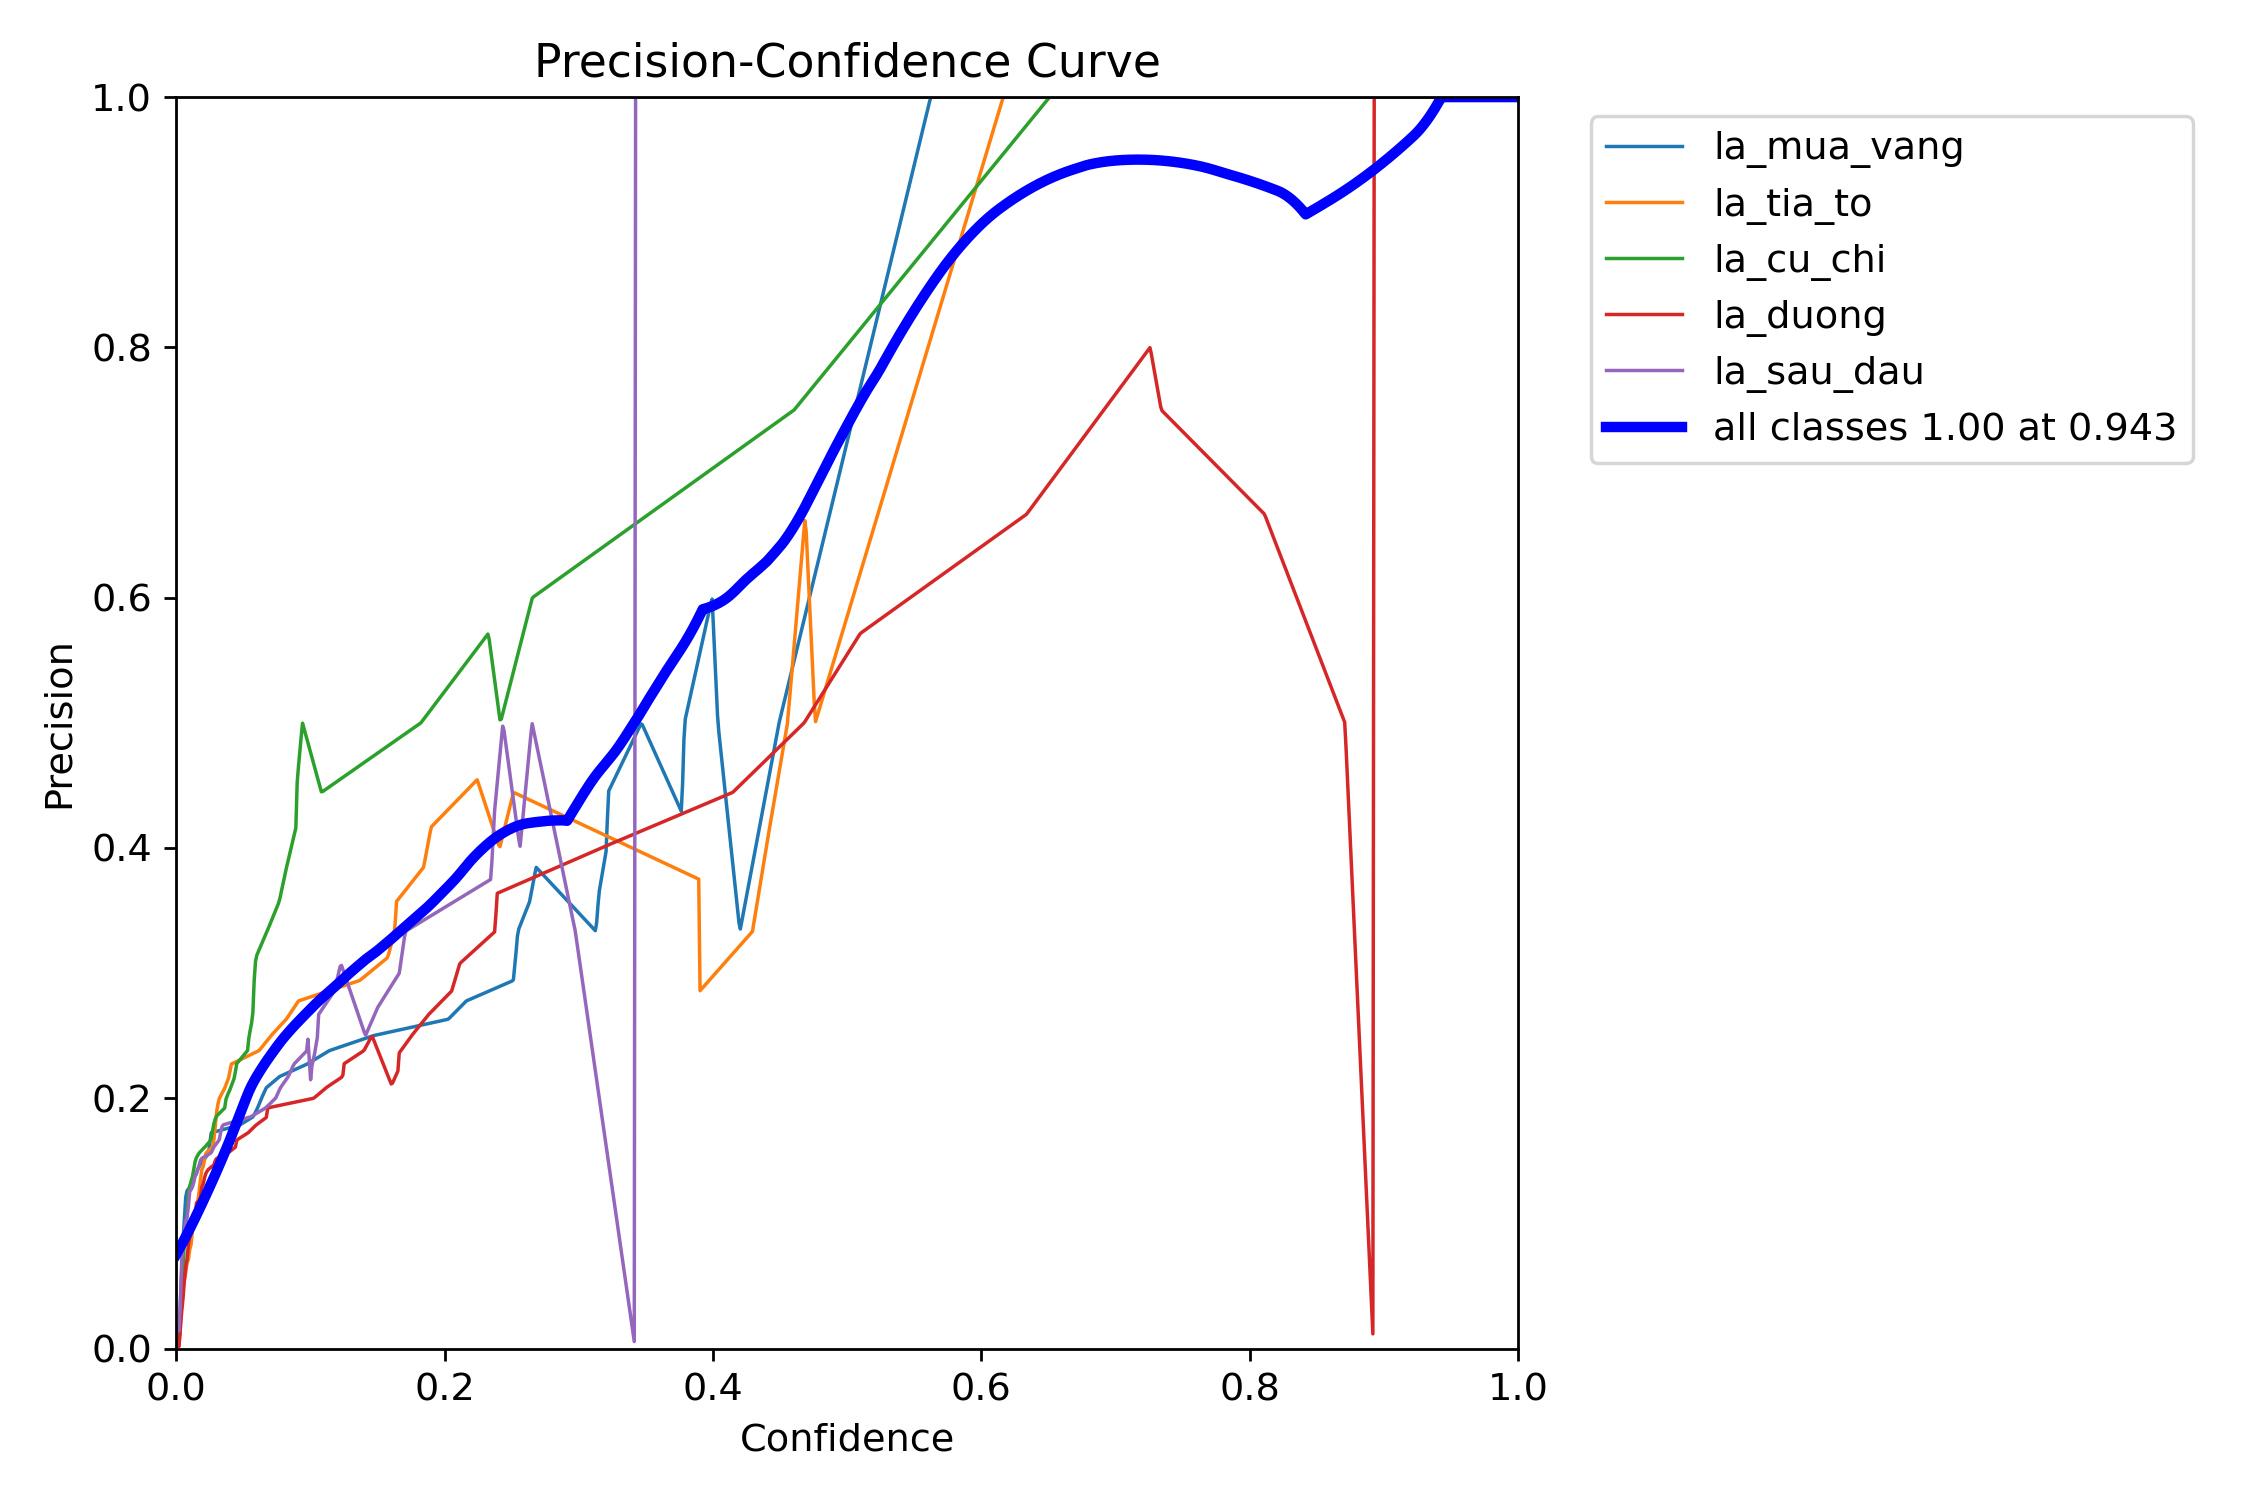 Precision-Confidence Curve
1.0
0.8
0.6
0.4
0.2
0.0
Precision
0.0 0.2 0.4 0.6 0.8 1.0
Confidence
la_mua_vang
la_tia_to
la_cu_chi
la_duong
la_sau_dau
all classes 1.00 at 0.943